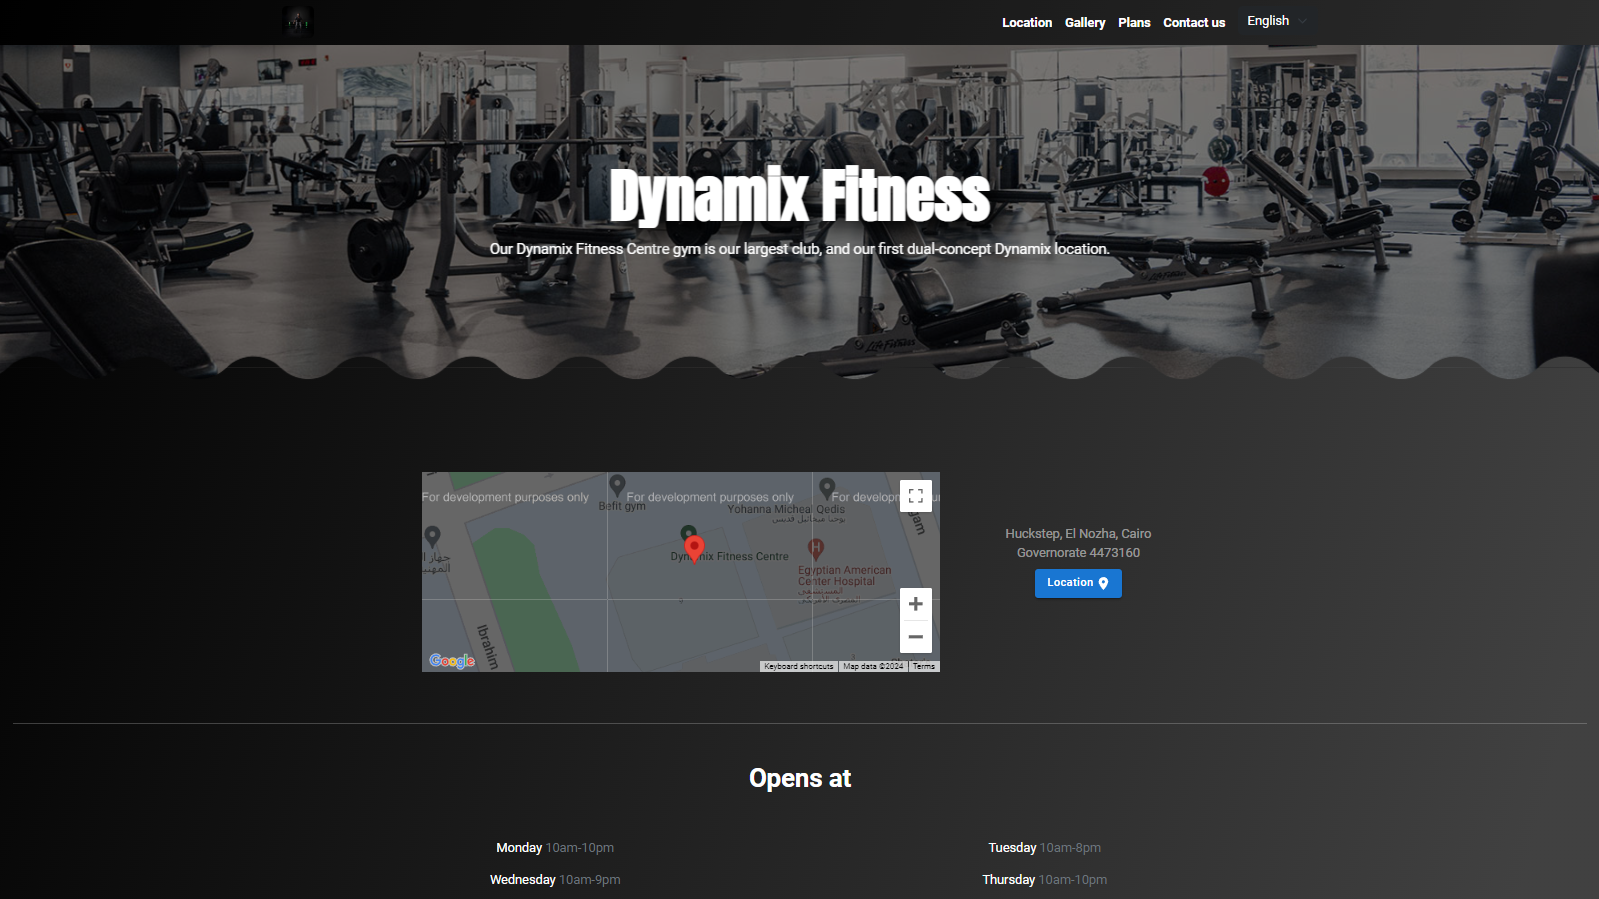 Location Gallery Plans Contact us English
Dynamix Fitness
Our Dynamix Fitness Centre gym is our largest club, and our first dual-concept Dynamix location.
For development purposes only For development purposes only For
Befit gym
Yohanna Micheal Qedis
يوحنا ميخائيل قديس
Dynamix Fitness Centre
Egyptian American
Center Hospital
Ibrahim
Google
Keyboard shortcuts Map data ©2024 Terms
Huckstep, El Nozha, Cairo
Governorate 4473160
Location
Opens at
Monday 10am-10pm
Tuesday 10am-8pm
Wednesday 10am-9pm
Thursday 10am-10pm